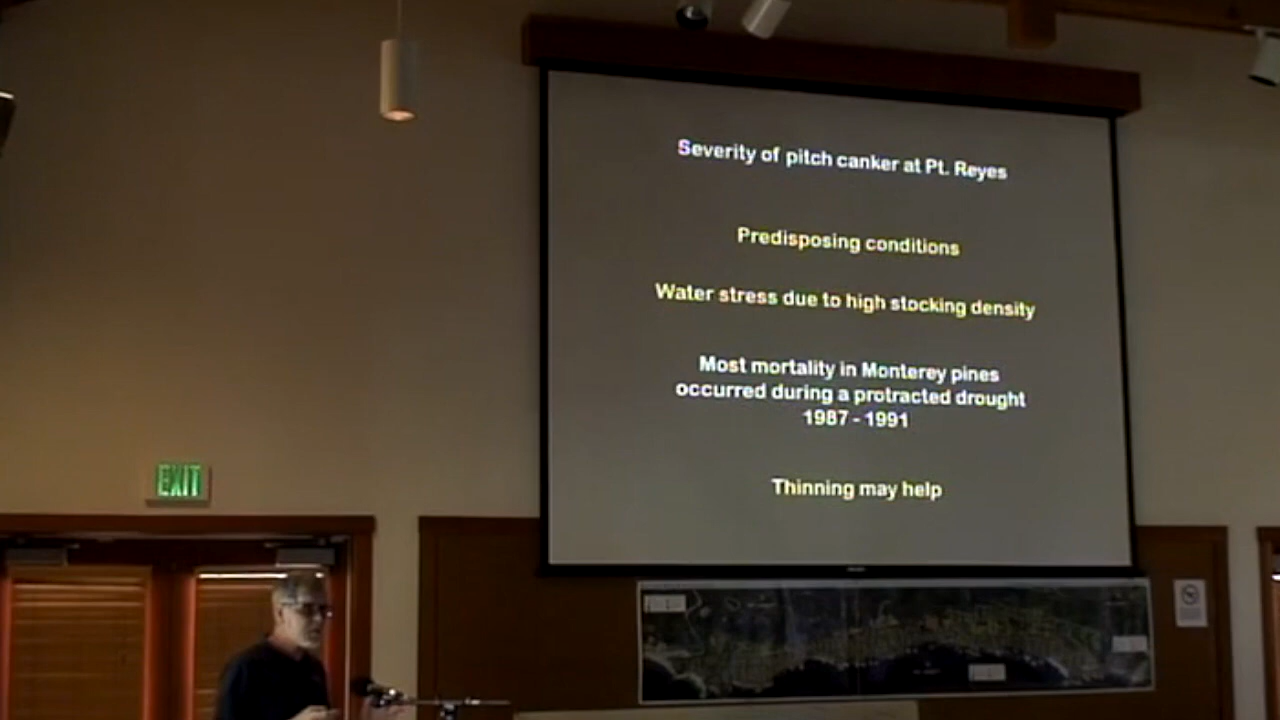 Severity of pitch canker at Pt. Reyes
Predisposing conditions
Water stress due to high stocking density
Most mortality in Monterey pines
occurred during a protracted drought
1987 - 1991
Thinning may help
EXIT